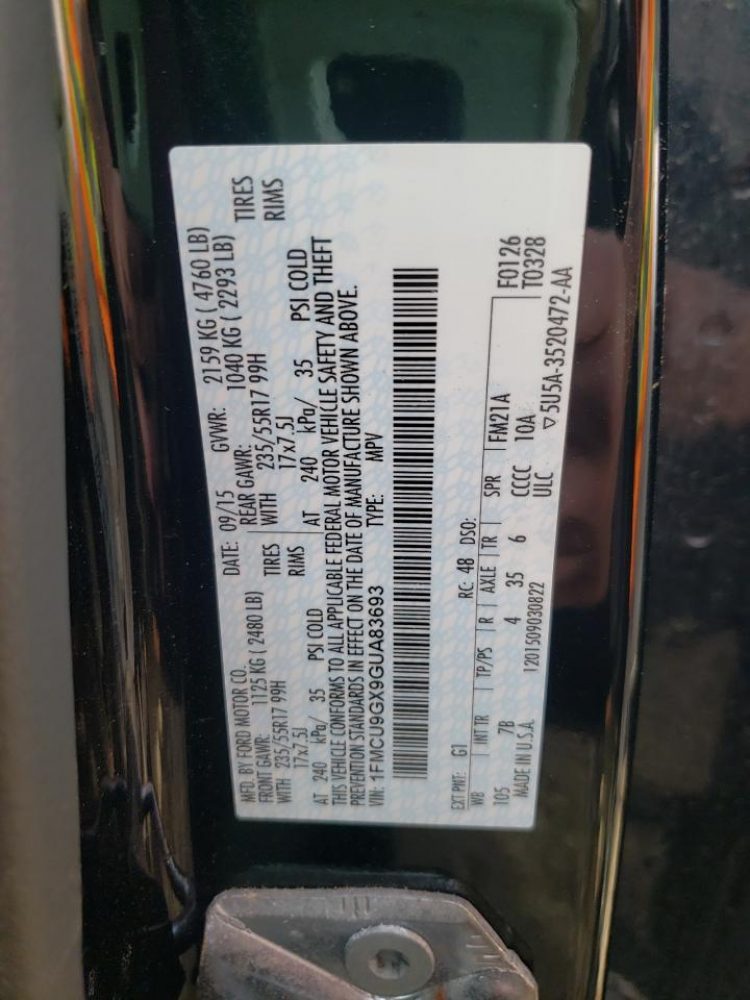 MFD. BY FORD MOTOR CO.
DATE: 09/15 GVWR: 2159 KG ( 4760 LB)
FRONT GAWR: 1125 KG ( 2480 LB) REAR GAWR: 1040 KG ( 2293 LB)
WITH 235/55R17 99H TIRES WITH 235/55R17 99H TIRES
17x7.5J RIMS 17x7.5J RIMS
AT 240 kPa/ 35 PSI COLD AT 240 kPa/ 35 PSI COLD
THIS VEHICLE CONFORMS TO ALL APPLICABLE FEDERAL MOTOR VEHICLE SAFETY AND THEFT
PREVENTION STANDARDS IN EFFECT ON THE DATE OF MANUFACTURE SHOWN ABOVE.
VIN: 1FMCU9GX9GUA83693 TYPE: MPV
EXT PNT: G1 RC: 48 DSO: F0126
WB INT TR TP/PS R AXLE TR SPR FM21A T0328
105 7B 4 35 6 CCCC 10A
MADE IN U.S.A. 1201509030822 ULC ▽5U5A-3520472-AA